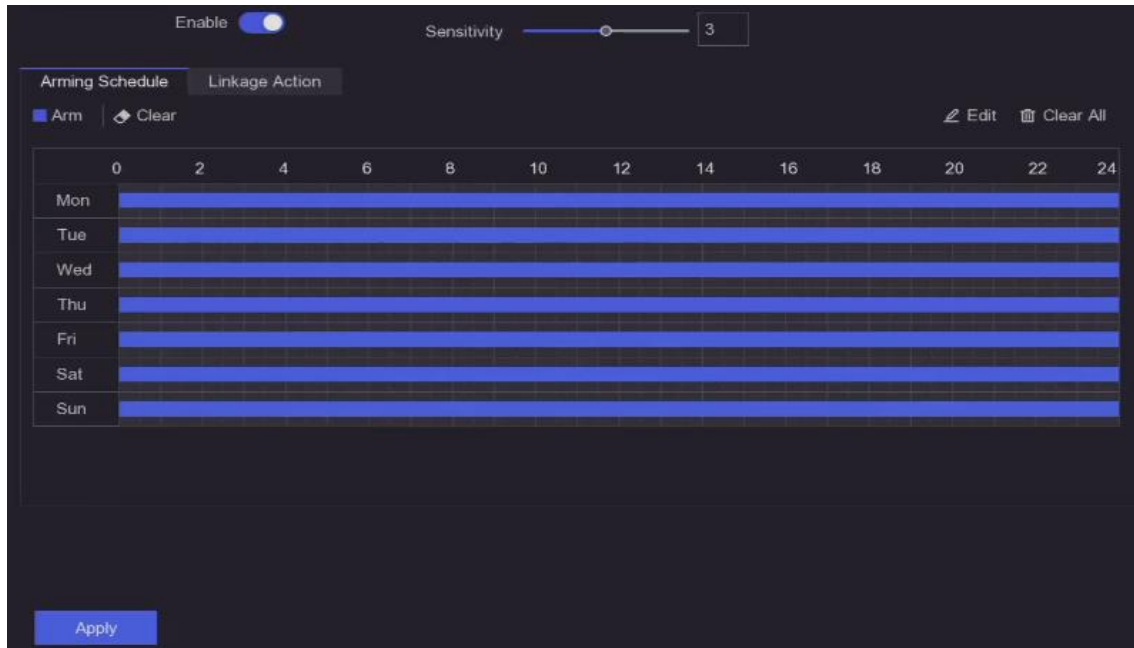 Enable Sensitivity 3
Arming Schedule Linkage Action
Arm Clear Edit Clear All
0 2 4 6 8 10 12 14 16 18 20 22 24
Mon
Tue
Wed
Thu
Fri
Sat
Sun
Apply